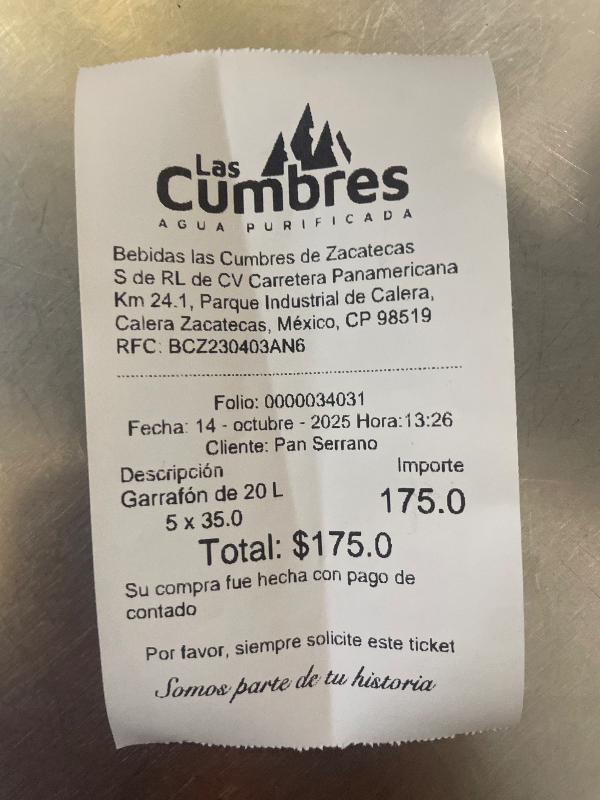 Las
Cumbres
AGUA PURIFICADA
Bebidas las Cumbres de Zacatecas
S de RL de CV Carretera Panamericana
Km 24.1, Parque Industrial de Calera,
Calera Zacatecas, México, CP 98519
RFC: BCZ230403AN6
Folio: 0000034031
Fecha: 14 - octubre - 2025 Hora:13:26
Cliente: Pan Serrano
Descripción Importe
Garrafón de 20 L 175.0
5 x 35.0
Total: $175.0
Su compra fue hecha con pago de
contado
Por favor, siempre solicite este ticket
Somos parte de tu historia